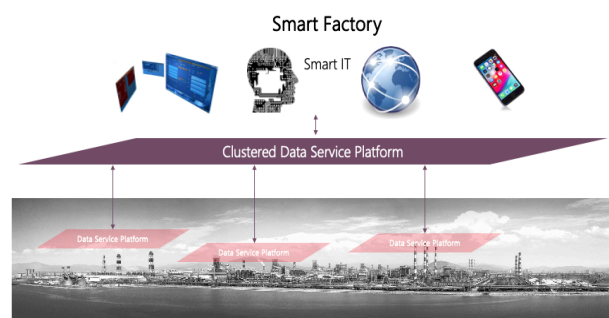 Smart Factory
Smart IT
Clustered Data Service Platform
Data Service Platform
Data Service Platform
Data Service Platform